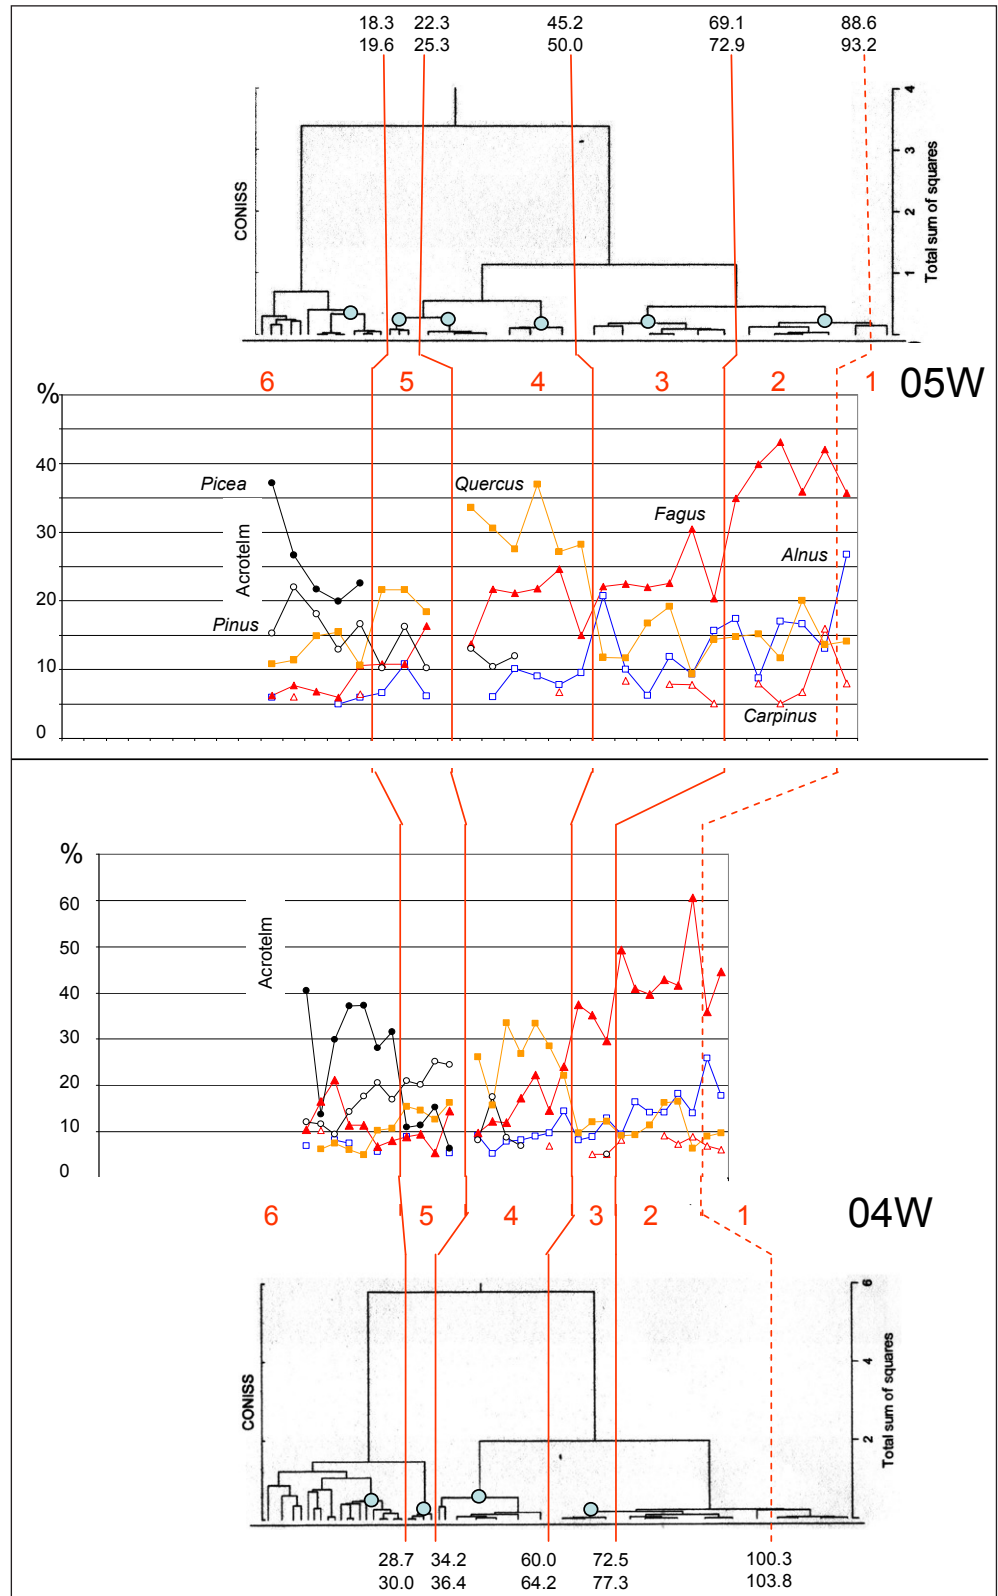 18.3 22.3 45.2 69.1 88.6
19.6 25.3 50.0 72.9 93.2
CONISS
4
3
2
1
Total sum of squares
6 5 4 3 2 1 05W
%
40
30
20
10
0
Acrotelm
Picea
Pinus
Quercus
Fagus
Alnus
Carpinus
%
60
50
40
30
20
10
0
Acrotelm
6 5 4 3 2 1 04W
CONISS
6
4
2
Total sum of squares
28.7 34.2 60.0 72.5 100.3
30.0 36.4 64.2 77.3 103.8